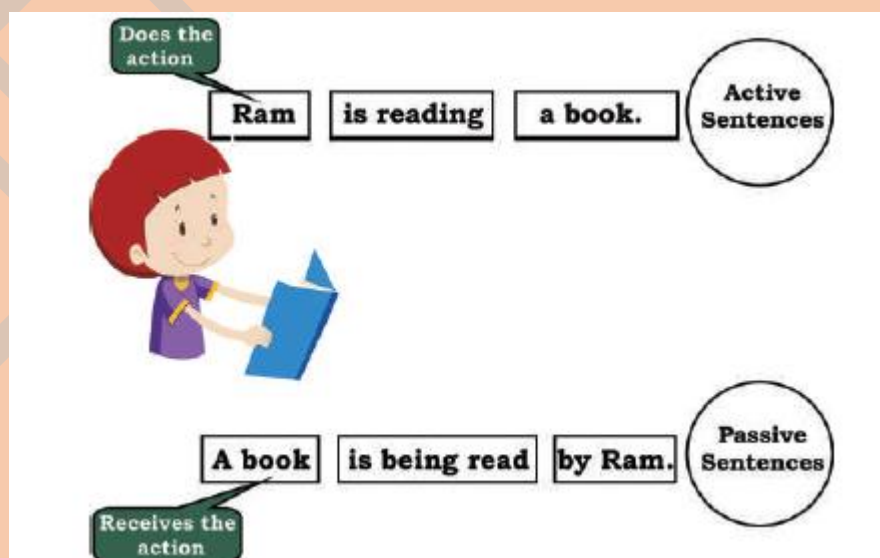 Does the
action
Ram is reading a book.
Active
Sentences
A book is being read by Ram.
Passive
Sentences
Receives the
action